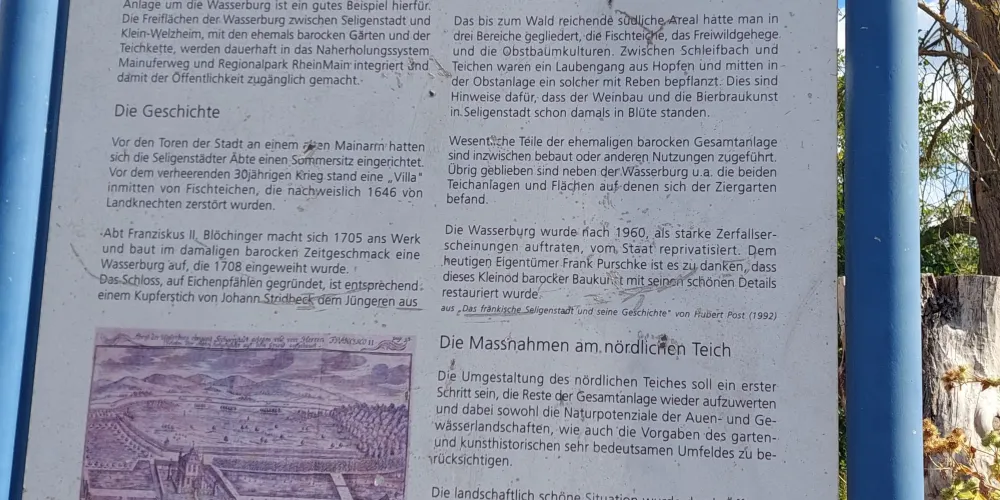 Anlage um die Wasserburg ist ein gutes Beispiel hierfür.
Die Freiflächen der Wasserburg zwischen Seligenstadt und
Klein-Welzheim, mit den ehemals barocken Gärten und der
Teichkette, werden dauerhaft in das Naherholungssystem
Mainuferweg und Regionalpark RheinMain integriert und
damit der Öffentlichkeit zugänglich gemacht.
Die Geschichte
Vor den Toren der Stadt an einem alten Mainarm hatten
sich die Seligenstädter Äbte einen Sommersitz eingerichtet.
Vor dem verheerenden 30jährigen Krieg stand eine „Villa"
inmitten von Fischteichen, die nachweislich 1646 von
Landknechten zerstört wurden.
Abt Franziskus II. Blöchinger macht sich 1705 ans Werk
und baut im damaligen barocken Zeitgeschmack eine
Wasserburg auf, die 1708 eingeweiht wurde.
Das Schloss, auf Eichenpfählen gegründet, ist entsprechend
einem Kupferstich von Johann Stridbeck dem Jüngeren aus
FRANCISCO II
Das bis zum Wald reichende südliche Areal hatte man in
drei Bereiche gegliedert, die Fischteiche, das Freiwildgehege
und die Obstbaumkulturen. Zwischen Schleifbach und
Teichen waren ein Laubengang aus Hopfen und mitten in
der Obstanlage ein solcher mit Reben bepflanzt. Dies sind
Hinweise dafür, dass der Weinbau und die Bierbraukunst
in Seligenstadt schon damals in Blüte standen.
Wesentliche Teile der ehemaligen barocken Gesamtanlage
sind inzwischen bebaut oder anderen Nutzungen zugeführt.
Übrig geblieben sind neben der Wasserburg u.a. die beiden
Teichanlagen und Flächen auf denen sich der Ziergarten
befand.
Die Wasserburg wurde nach 1960, als starke Zerfallser-
scheinungen auftraten, vom Staat reprivatisiert. Dem
heutigen Eigentümer Frank Purschke ist es zu danken, dass
dieses Kleinod barocker Baukunst mit seinen schönen Details
restauriert wurde.
aus „Das fränkische Seligenstadt und seine Geschichte" von Hubert Post (1992)
Die Massnahmen am nördlichen Teich
Die Umgestaltung des nördlichen Teiches soll ein erster
Schritt sein, die Reste der Gesamtanlage wieder aufzuwerten
und dabei sowohl die Naturpotenziale der Auen- und Ge-
wässerlandschaften, wie auch die Vorgaben des garten-
und kunsthistorischen sehr bedeutsamen Umfeldes zu be-
rücksichtigen.
Die landschaftlich schöne Situation